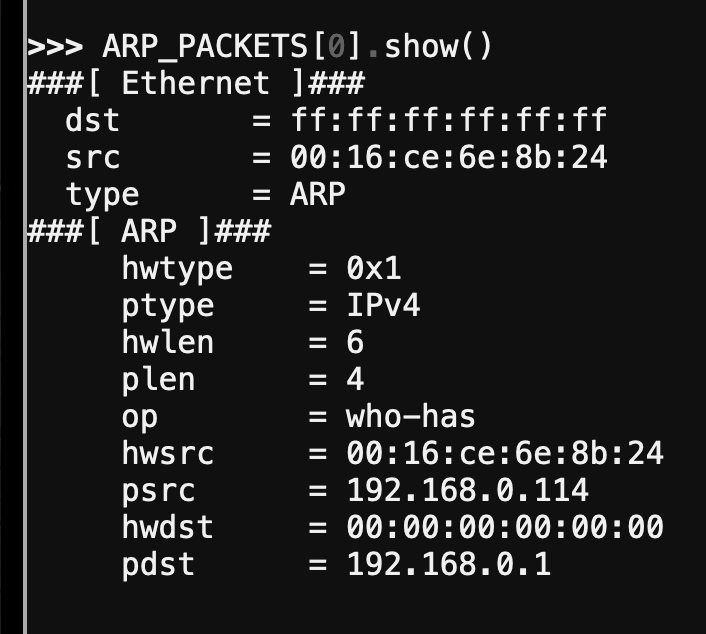 >>> ARP_PACKETS[0].show()
###[ Ethernet ]###
  dst       = ff:ff:ff:ff:ff:ff
  src       = 00:16:ce:6e:8b:24
  type      = ARP
###[ ARP ]###
     hwtype    = 0x1
     ptype     = IPv4
     hwlen     = 6
     plen      = 4
     op        = who-has
     hwsrc     = 00:16:ce:6e:8b:24
     psrc      = 192.168.0.114
     hwdst     = 00:00:00:00:00:00
     pdst      = 192.168.0.1